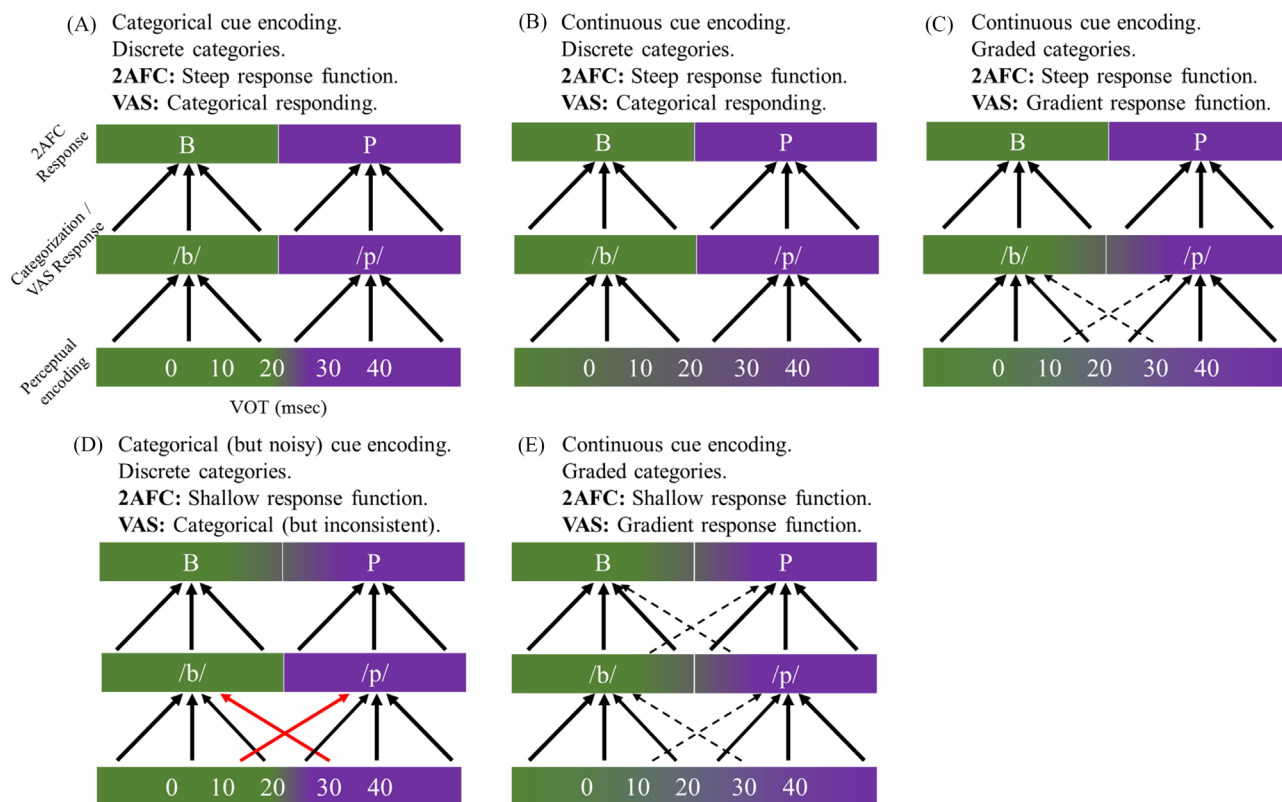 (A) Categorical cue encoding.
Discrete categories.
2AFC: Steep response function.
VAS: Categorical responding.
2AFC
Response
B P
Categorization /
VAS Response
/b/ /p/
Perceptual
encoding
0 10 20 30 40
VOT (msec)
(B) Continuous cue encoding.
Discrete categories.
2AFC: Steep response function.
VAS: Categorical responding.
B P
/b/ /p/
0 10 20 30 40
(C) Continuous cue encoding.
Graded categories.
2AFC: Steep response function.
VAS: Gradient response function.
B P
/b/ /p/
0 10 20 30 40
(D) Categorical (but noisy) cue encoding.
Discrete categories.
2AFC: Shallow response function.
VAS: Categorical (but inconsistent).
B P
/b/ /p/
0 10 20 30 40
(E) Continuous cue encoding.
Graded categories.
2AFC: Shallow response function.
VAS: Gradient response function.
B P
/b/ /p/
0 10 20 30 40